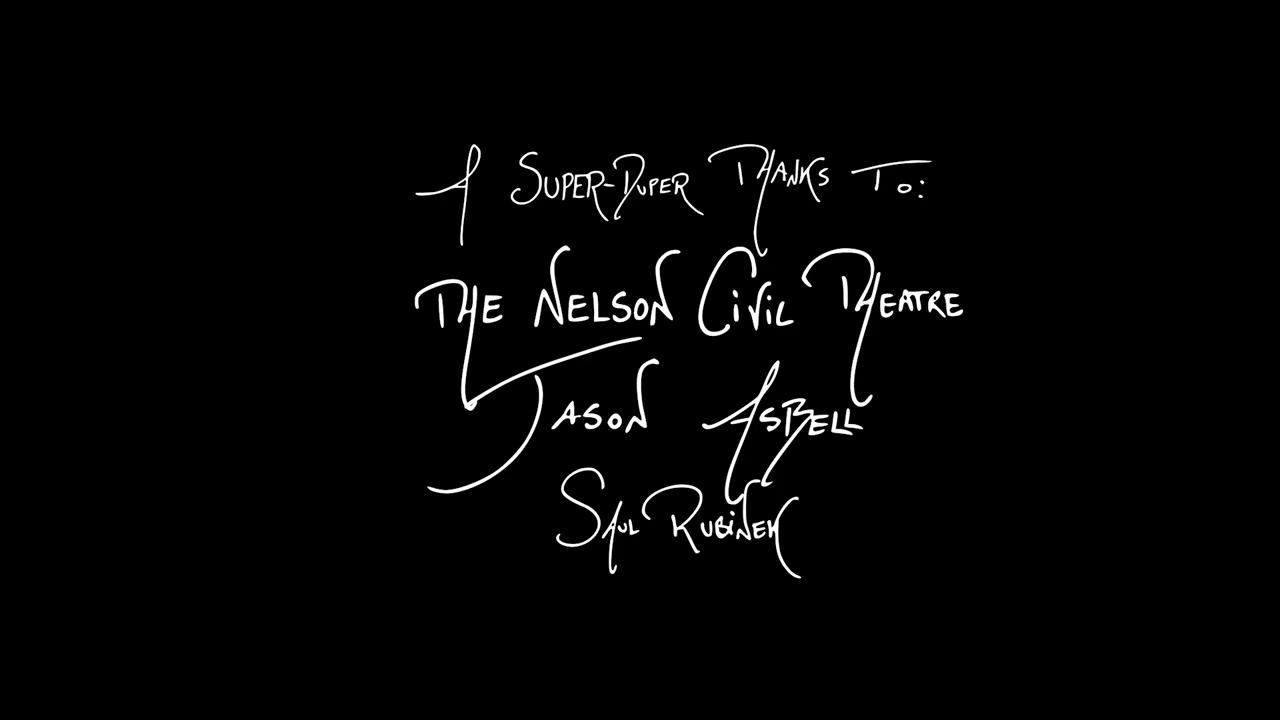 A Super-Duper Thanks To:
The Nelson Civil Theatre
Jason Asbell
Saul Rubinek